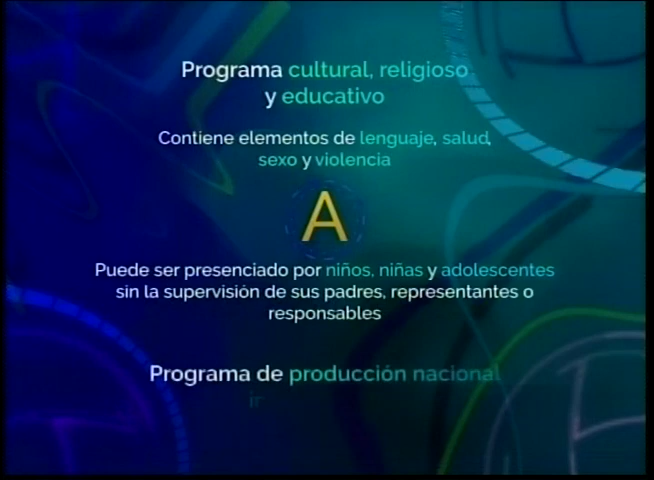 Programa cultural, religioso
y educativo
Contiene elementos de lenguaje, salud,
sexo y violencia
A
Puede ser presenciado por niños, niñas y adolescentes
sin la supervisión de sus padres, representantes o
responsables
Programa de producción nacional